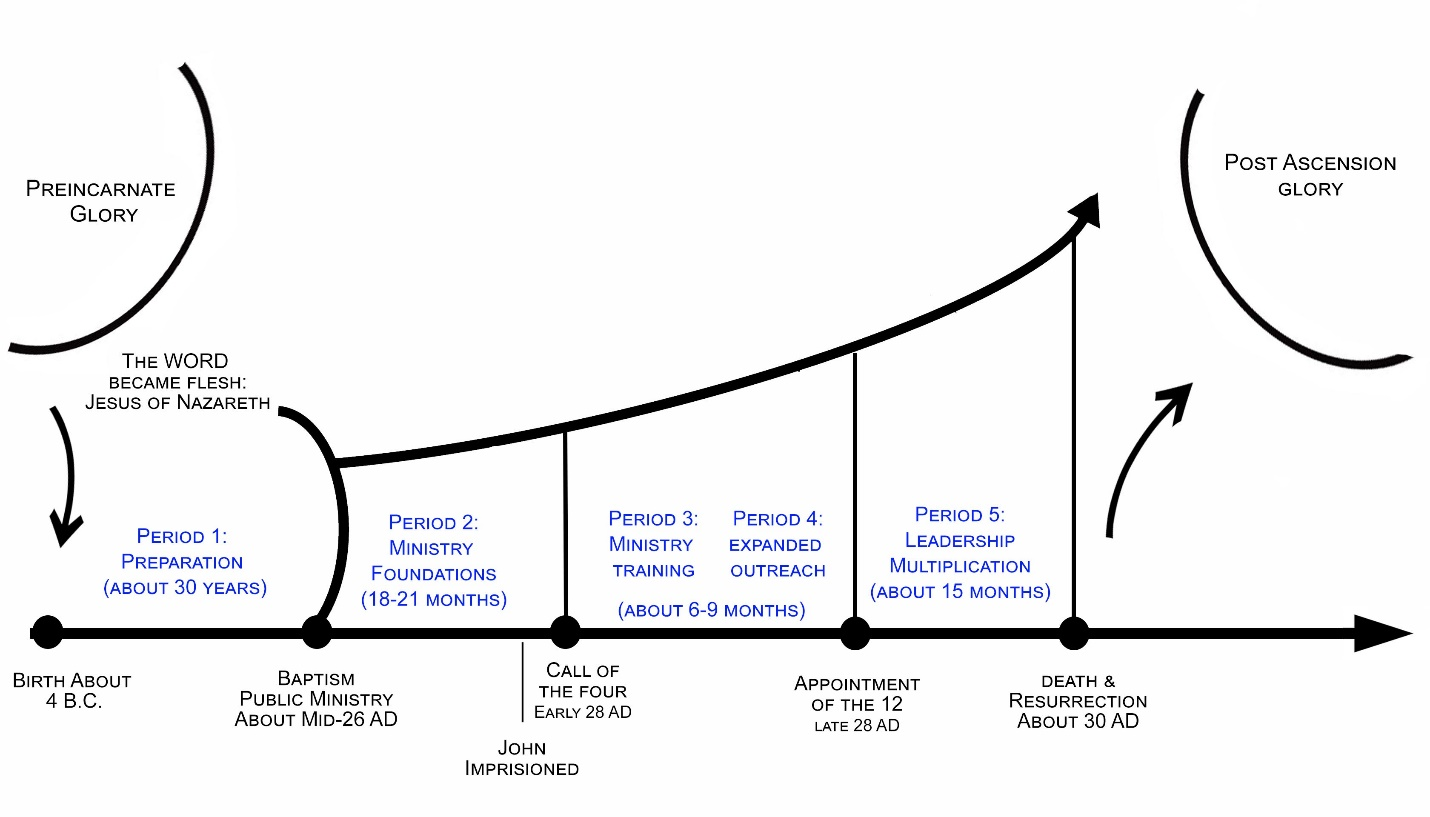 Preincarnate
Glory
Post Ascension
glory
The WORD
became flesh:
Jesus of Nazareth
Period 1:
Preparation
(about 30 years)
Period 2:
Ministry
Foundations
(18-21 months)
Period 3:
Ministry
training
Period 4:
expanded
outreach
(about 6-9 months)
Period 5:
Leadership
Multiplication
(about 15 months)
Birth About
4 B.C.
Baptism
Public Ministry
About Mid-26 AD
John
Imprisioned
Call of
the four
Early 28 AD
Appointment
of the 12
late 28 AD
death &
Resurrection
About 30 AD